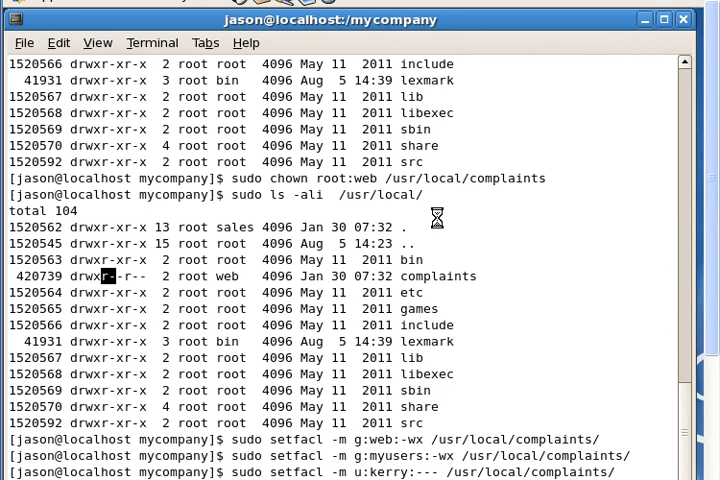 jason@localhost:/mycompany
File Edit View Terminal Tabs Help
1520566 drwxr-xr-x  2 root root  4096 May 11  2011 include
  41931 drwxr-xr-x  3 root bin   4096 Aug  5 14:39 lexmark
1520567 drwxr-xr-x  2 root root  4096 May 11  2011 lib
1520568 drwxr-xr-x  2 root root  4096 May 11  2011 libexec
1520569 drwxr-xr-x  2 root root  4096 May 11  2011 sbin
1520570 drwxr-xr-x  4 root root  4096 May 11  2011 share
1520592 drwxr-xr-x  2 root root  4096 May 11  2011 src
[jason@localhost mycompany]$ sudo chown root:web /usr/local/complaints
[jason@localhost mycompany]$ sudo ls -ali  /usr/local/
total 104
1520562 drwxr-xr-x 13 root sales 4096 Jan 30 07:32 .
1520545 drwxr-xr-x 15 root root  4096 Aug  5 14:23 ..
1520563 drwxr-xr-x  2 root root  4096 May 11  2011 bin
 420739 drwxr--r--  2 root web   4096 Jan 30 07:32 complaints
1520564 drwxr-xr-x  2 root root  4096 May 11  2011 etc
1520565 drwxr-xr-x  2 root root  4096 May 11  2011 games
1520566 drwxr-xr-x  2 root root  4096 May 11  2011 include
  41931 drwxr-xr-x  3 root bin   4096 Aug  5 14:39 lexmark
1520567 drwxr-xr-x  2 root root  4096 May 11  2011 lib
1520568 drwxr-xr-x  2 root root  4096 May 11  2011 libexec
1520569 drwxr-xr-x  2 root root  4096 May 11  2011 sbin
1520570 drwxr-xr-x  4 root root  4096 May 11  2011 share
1520592 drwxr-xr-x  2 root root  4096 May 11  2011 src
[jason@localhost mycompany]$ sudo setfacl -m g:web:-wx /usr/local/complaints/
[jason@localhost mycompany]$ sudo setfacl -m g:myusers:-wx /usr/local/complaints/
[jason@localhost mycompany]$ sudo setfacl -m u:kerry:--- /usr/local/complaints/